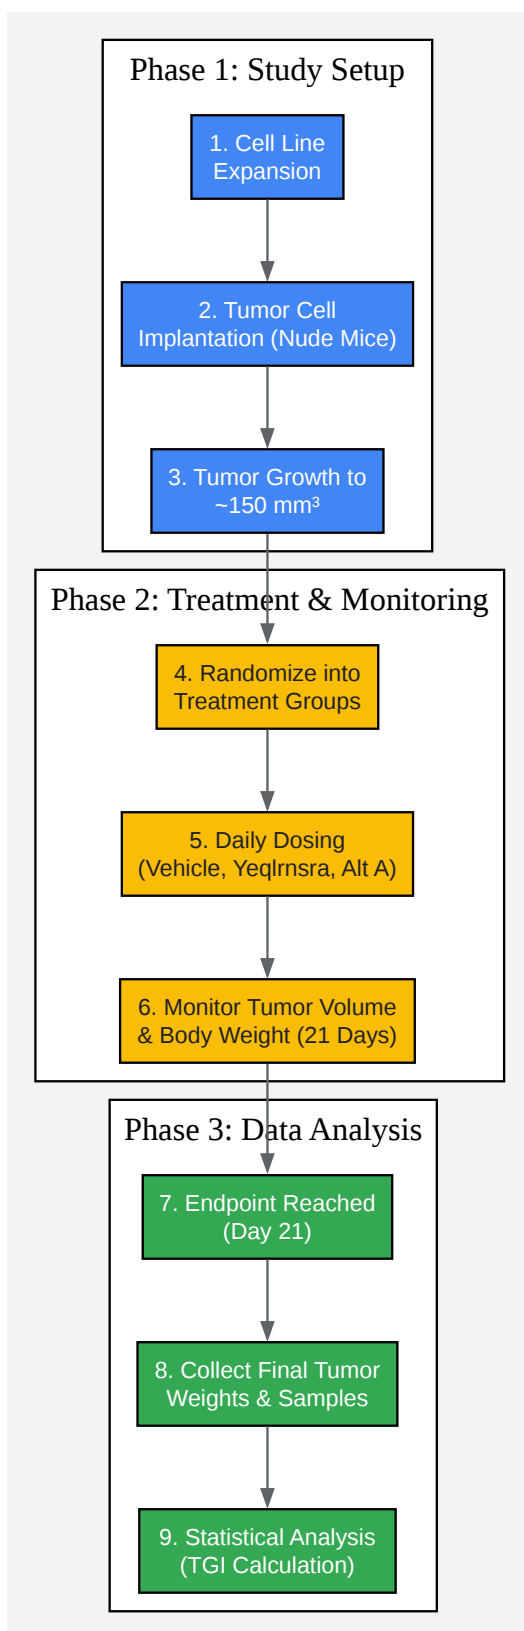 Phase 1: Study Setup
1. Cell Line
Expansion
2. Tumor Cell
Implantation (Nude Mice)
3. Tumor Growth to
~150 mm³
Phase 2: Treatment & Monitoring
4. Randomize into
Treatment Groups
5. Daily Dosing
(Vehicle, Yeqlrnsra, Alt A)
6. Monitor Tumor Volume
& Body Weight (21 Days)
Phase 3: Data Analysis
7. Endpoint Reached
(Day 21)
8. Collect Final Tumor
Weights & Samples
9. Statistical Analysis
(TGI Calculation)